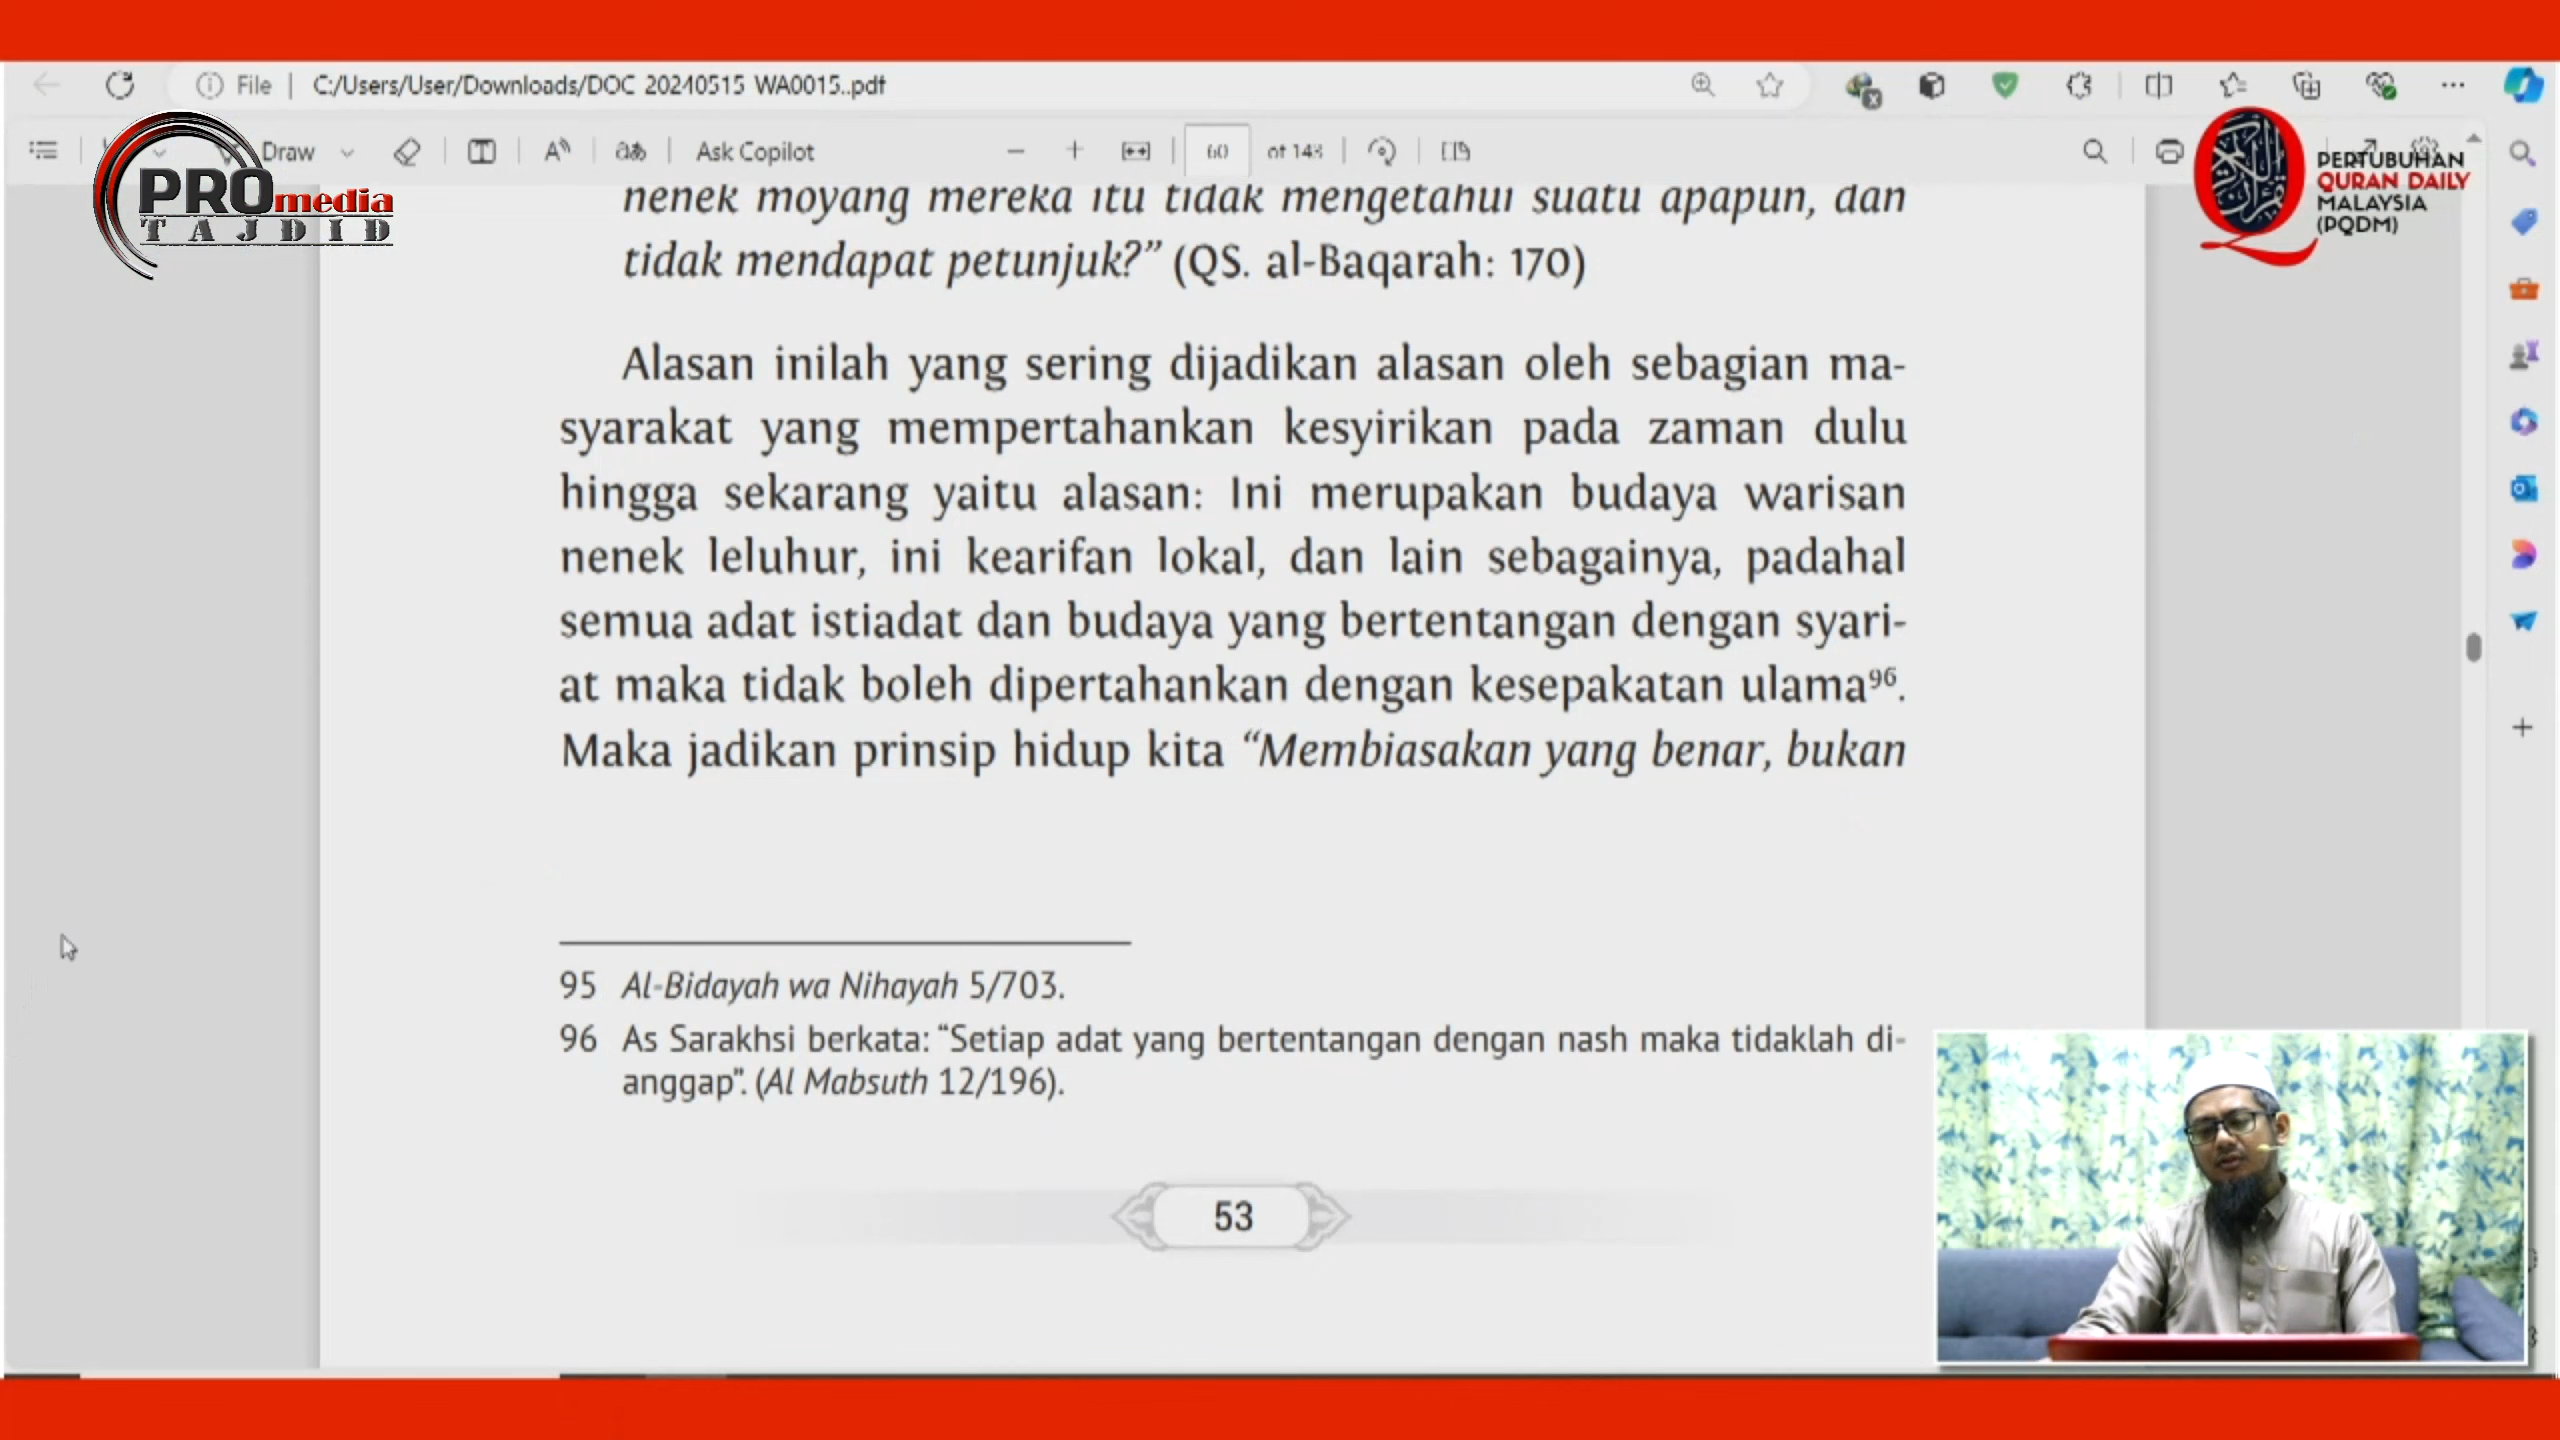 File | C:/Users/User/Downloads/DOC 20240515 WA0015..pdf
Draw
Ask Copilot
60 of 143
PROmedia
TAJDID
PERTUBUHAN
QURAN DAILY
MALAYSIA
(PQDM)
nenek moyang mereka itu tidak mengetahui suatu apapun, dan
tidak mendapat petunjuk?” (QS. al-Baqarah: 170)
Alasan inilah yang sering dijadikan alasan oleh sebagian ma-
syarakat yang mempertahankan kesyirikan pada zaman dulu
hingga sekarang yaitu alasan: Ini merupakan budaya warisan
nenek leluhur, ini kearifan lokal, dan lain sebagainya, padahal
semua adat istiadat dan budaya yang bertentangan dengan syari-
at maka tidak boleh dipertahankan dengan kesepakatan ulama⁹⁶.
Maka jadikan prinsip hidup kita “Membiasakan yang benar, bukan
95 Al-Bidayah wa Nihayah 5/703.
96 As Sarakhsi berkata: “Setiap adat yang bertentangan dengan nash maka tidaklah di-
anggap”. (Al Mabsuth 12/196).
53